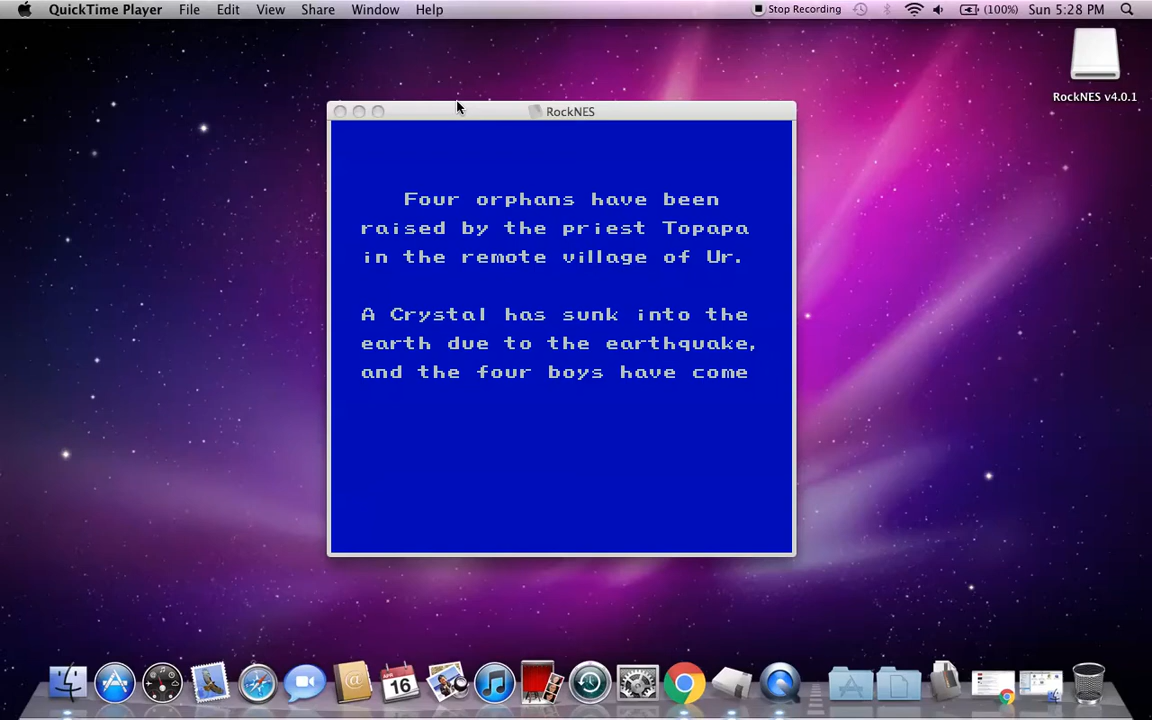 QuickTime Player File Edit View Share Window Help Stop Recording (100%) Sun 5:28 PM
RockNES v4.0.1
RockNES
Four orphans have been
raised by the priest Topapa
in the remote village of Ur.
A Crystal has sunk into the
earth due to the earthquake,
and the four boys have come
16